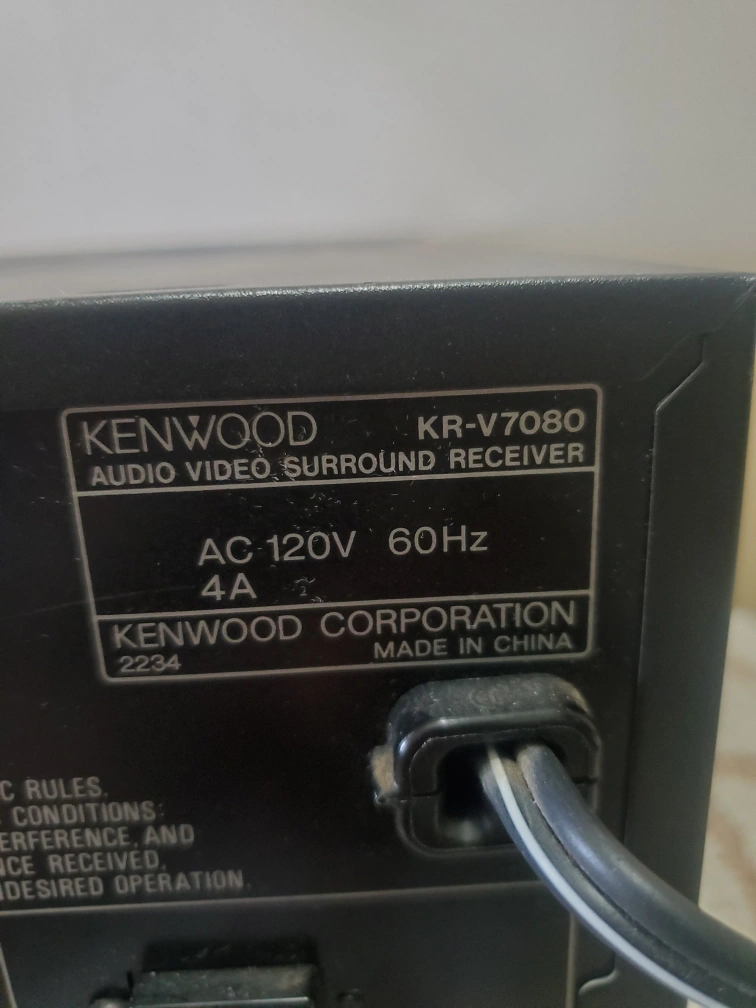 KENWOOD KR-V7080
AUDIO VIDEO SURROUND RECEIVER
AC 120V 60Hz
4A
KENWOOD CORPORATION
2234 MADE IN CHINA
C RULES.
CONDITIONS:
ERFERENCE, AND
NCE RECEIVED,
DESIRED OPERATION.